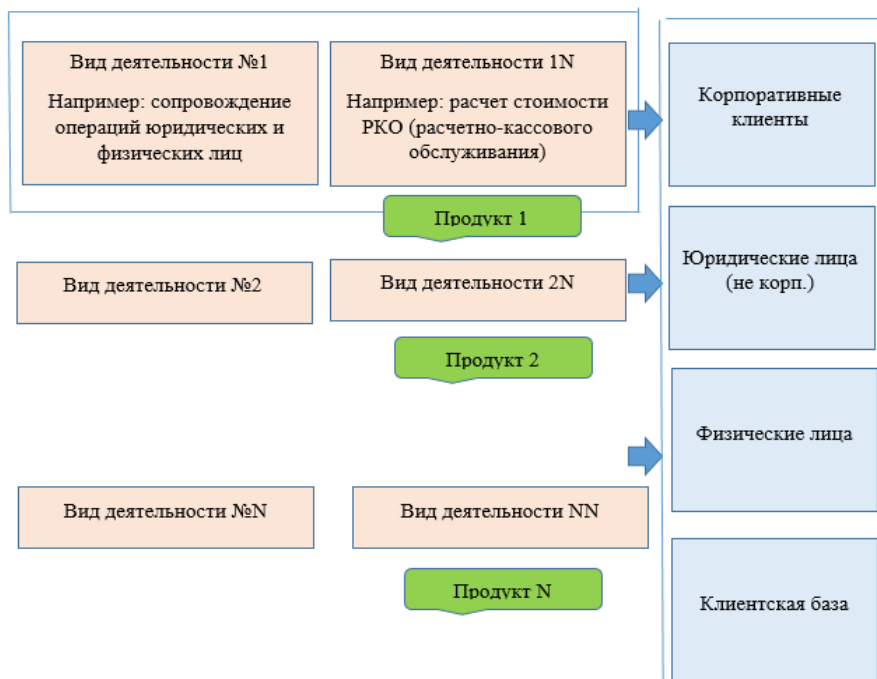 Вид деятельности №1
Например: сопровождение
операций юридических и
физических лиц
Вид деятельности 1N
Например: расчет стоимости
РКО (расчетно-кассового
обслуживания)
Корпоративные
клиенты
Продукт 1
Вид деятельности №2
Вид деятельности 2N
Юридические лица
(не корп.)
Продукт 2
Физические лица
Вид деятельности №N
Вид деятельности NN
Продукт N
Клиентская база